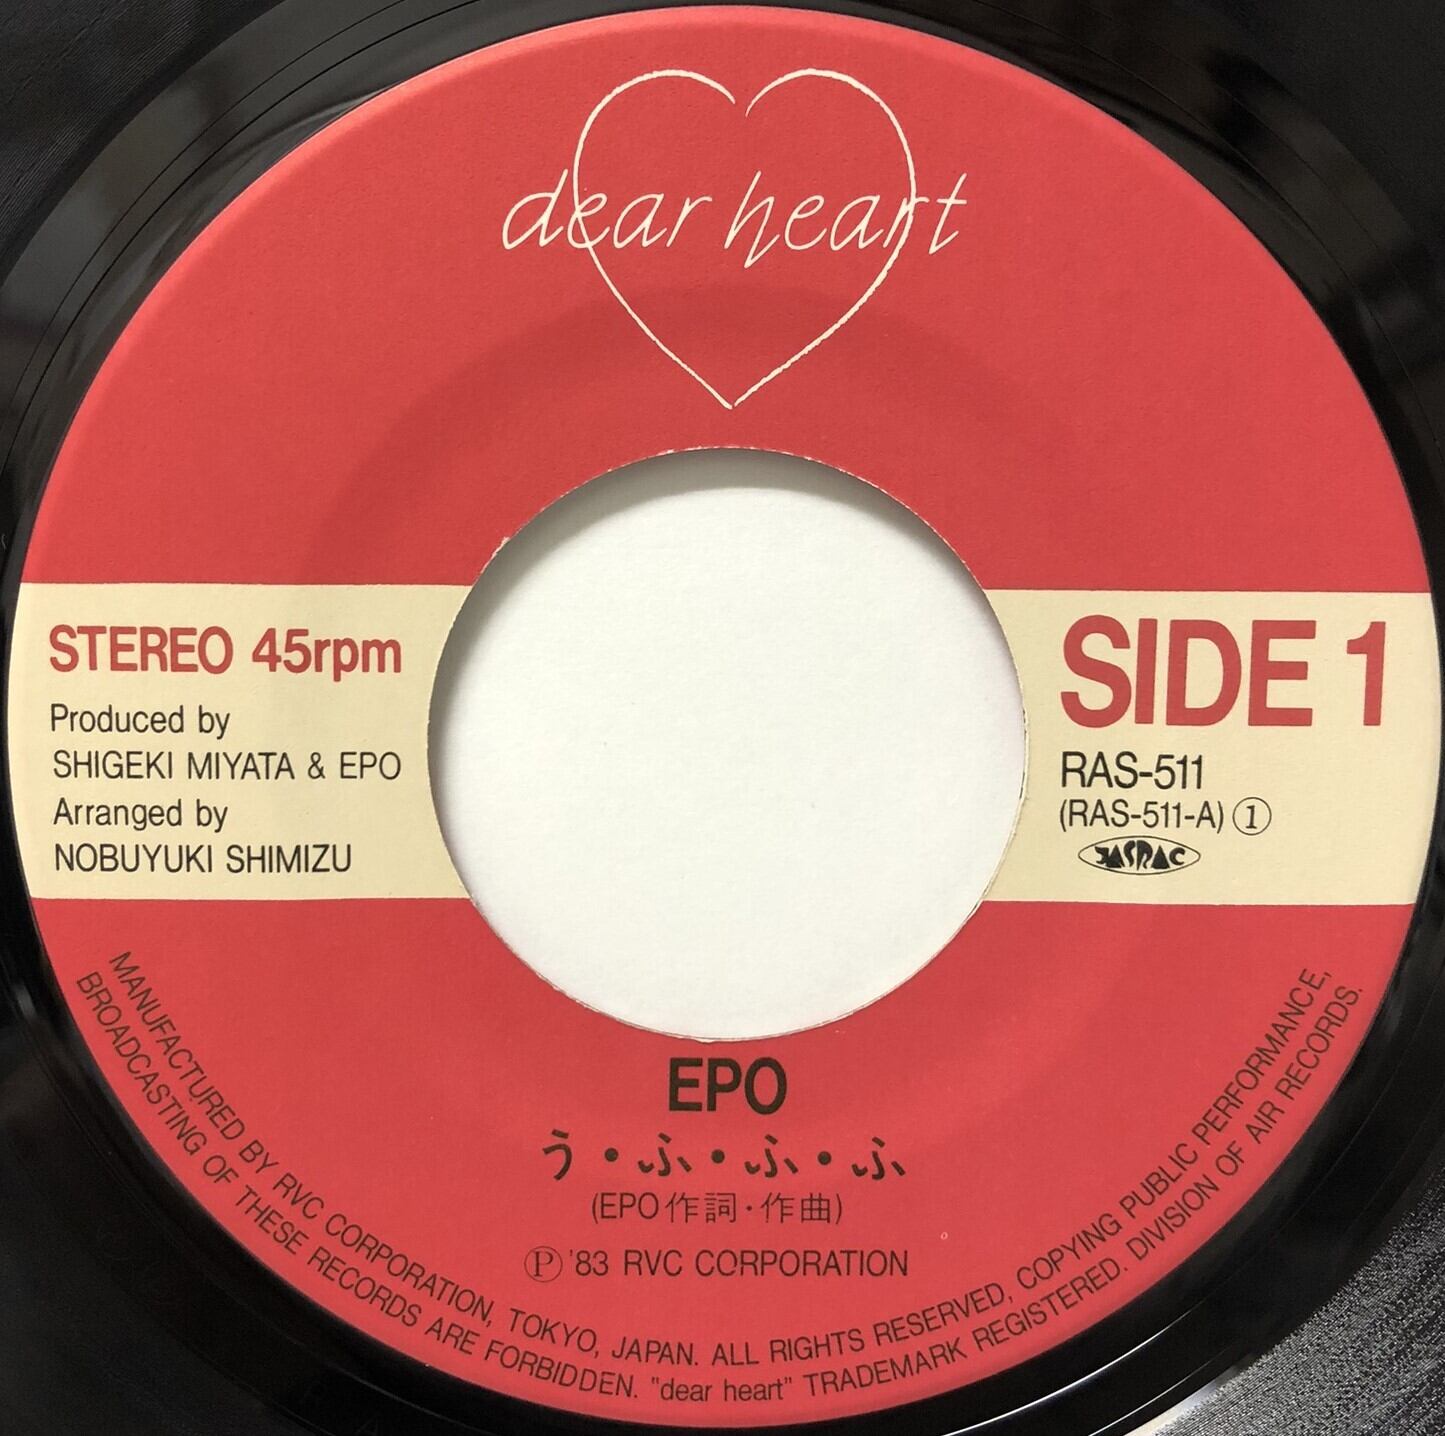 dear heart
STEREO 45rpm
Produced by
SHIGEKI MIYATA & EPO
Arranged by
NOBUYUKI SHIMIZU
SIDE 1
RAS-511
(RAS-511-A) ①
JASRAC
EPO
う・ふ・ふ・ふ
(EPO作詞・作曲)
Ⓟ '83 RVC CORPORATION
MANUFACTURED BY RVC CORPORATION, TOKYO, JAPAN. ALL RIGHTS RESERVED, COPYING PUBLIC PERFORMANCE,
BROADCASTING OF THESE RECORDS ARE FORBIDDEN. "dear heart" TRADEMARK REGISTERED. DIVISION OF AIR RECORDS.